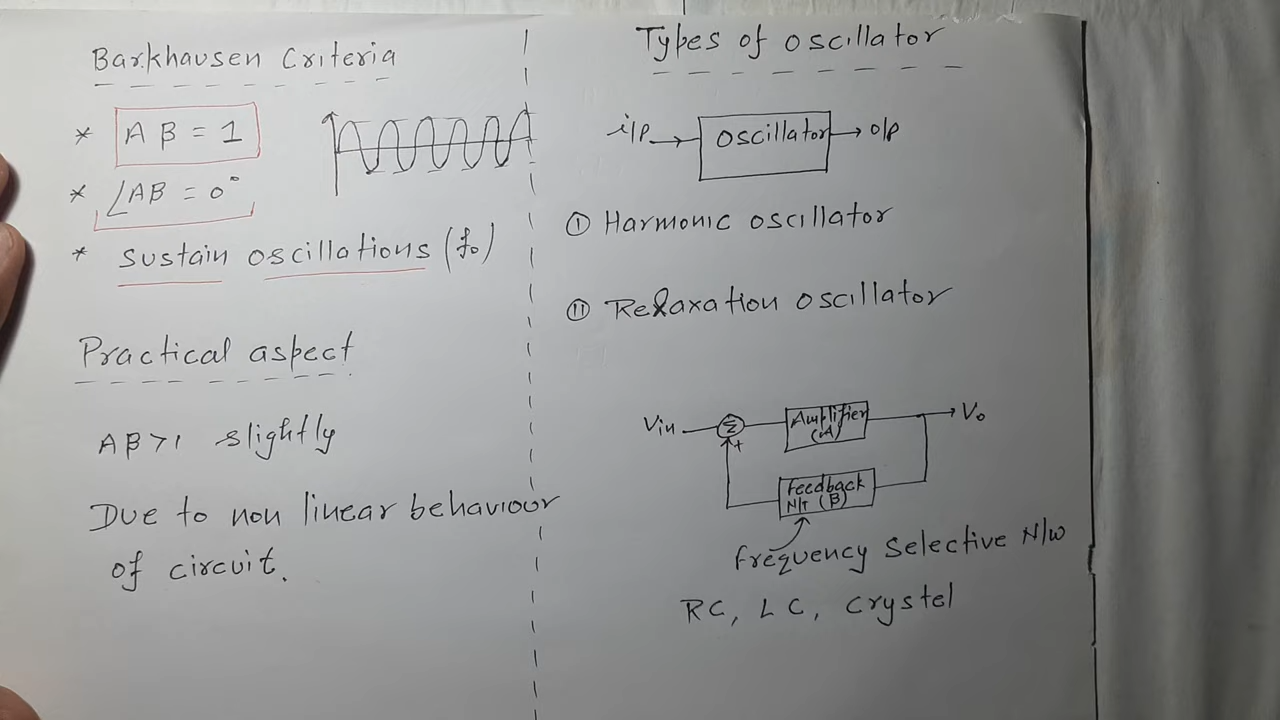 Barkhausen Criteria
* A β = 1
* ∠Aβ = 0°
* Sustain oscillations (f₀)
Practical aspect
Aβ > 1 slightly
Due to non linear behaviour
of circuit.
Types of oscillator
i/p → oscillator → o/p
① Harmonic oscillator
⑪ Relaxation oscillator
Vin Σ Amplifier Vo
+ (A)
Feedback
N/T (β)
frequency selective N/w
RC, LC, Crystel